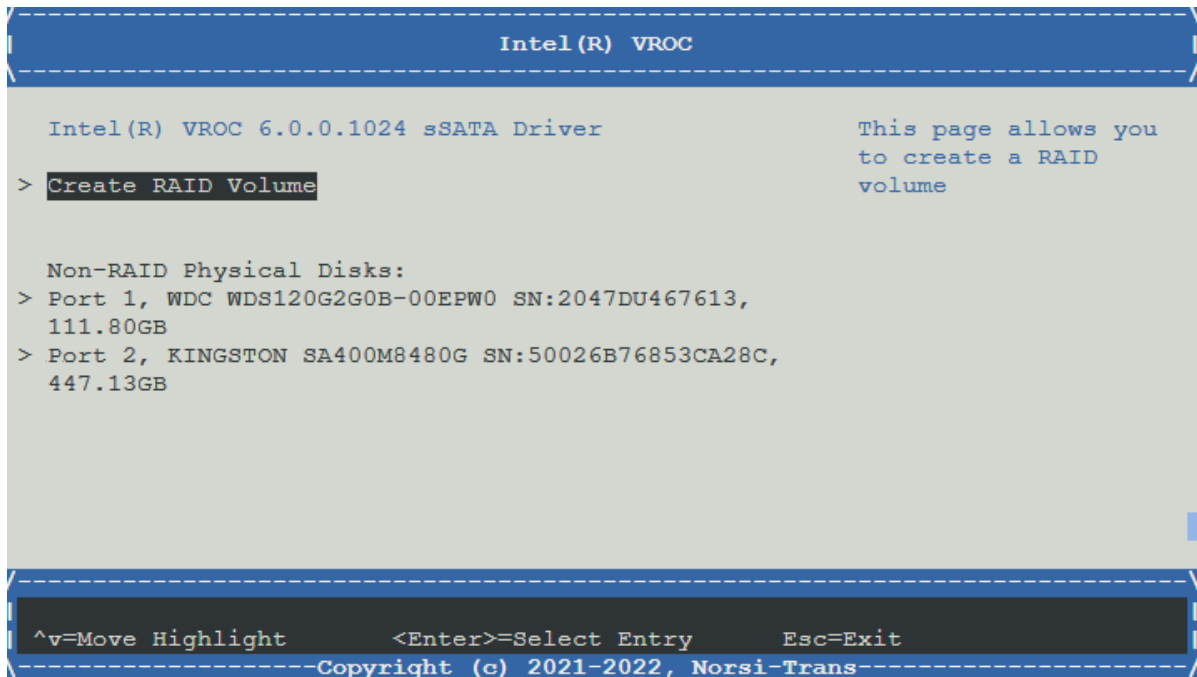 Intel(R) VROC
Intel(R) VROC 6.0.0.1024 sSATA Driver
This page allows you
to create a RAID
volume
> Create RAID Volume
Non-RAID Physical Disks:
> Port 1, WDC WDS120G2G0B-00EPW0 SN:2047DU467613,
111.80GB
> Port 2, KINGSTON SA400M8480G SN:50026B76853CA28C,
447.13GB
^v=Move Highlight <Enter>=Select Entry Esc=Exit
Copyright (c) 2021-2022, Norsi-Trans